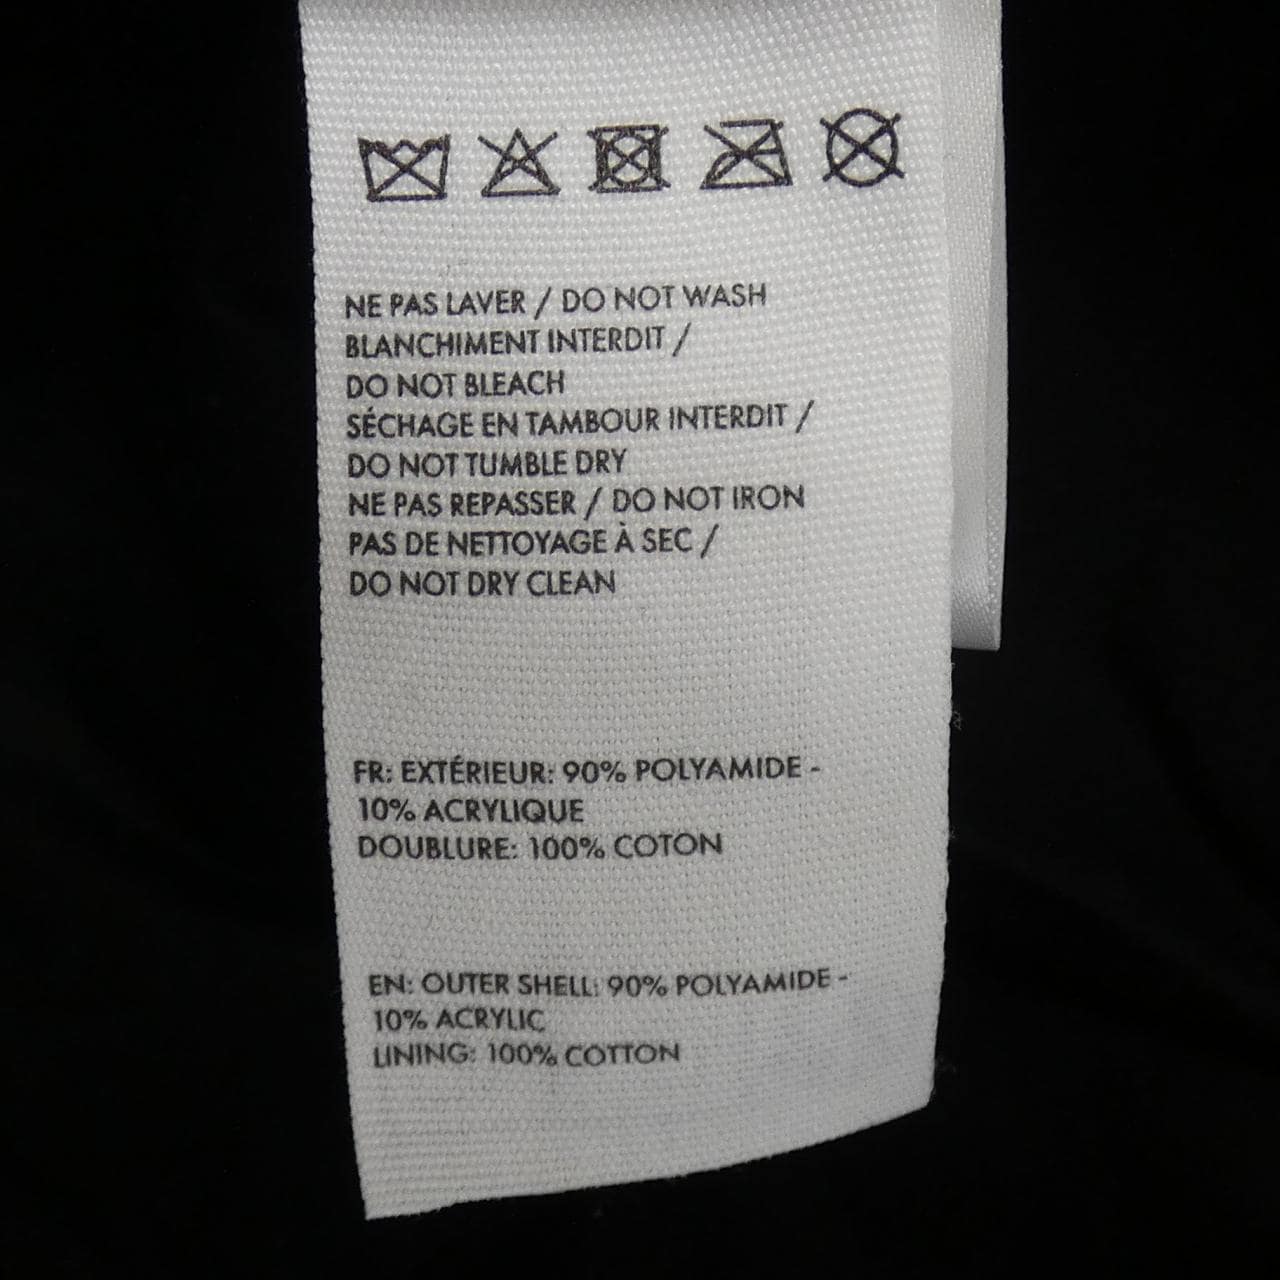 NE PAS LAVER / DO NOT WASH
BLANCHIMENT INTERDIT /
DO NOT BLEACH
SÉCHAGE EN TAMBOUR INTERDIT /
DO NOT TUMBLE DRY
NE PAS REPASSER / DO NOT IRON
PAS DE NETTOYAGE À SEC /
DO NOT DRY CLEAN
FR: EXTÉRIEUR: 90% POLYAMIDE -
10% ACRYLIQUE
DOUBLURE: 100% COTON
EN: OUTER SHELL: 90% POLYAMIDE -
10% ACRYLIC
LINING: 100% COTTON